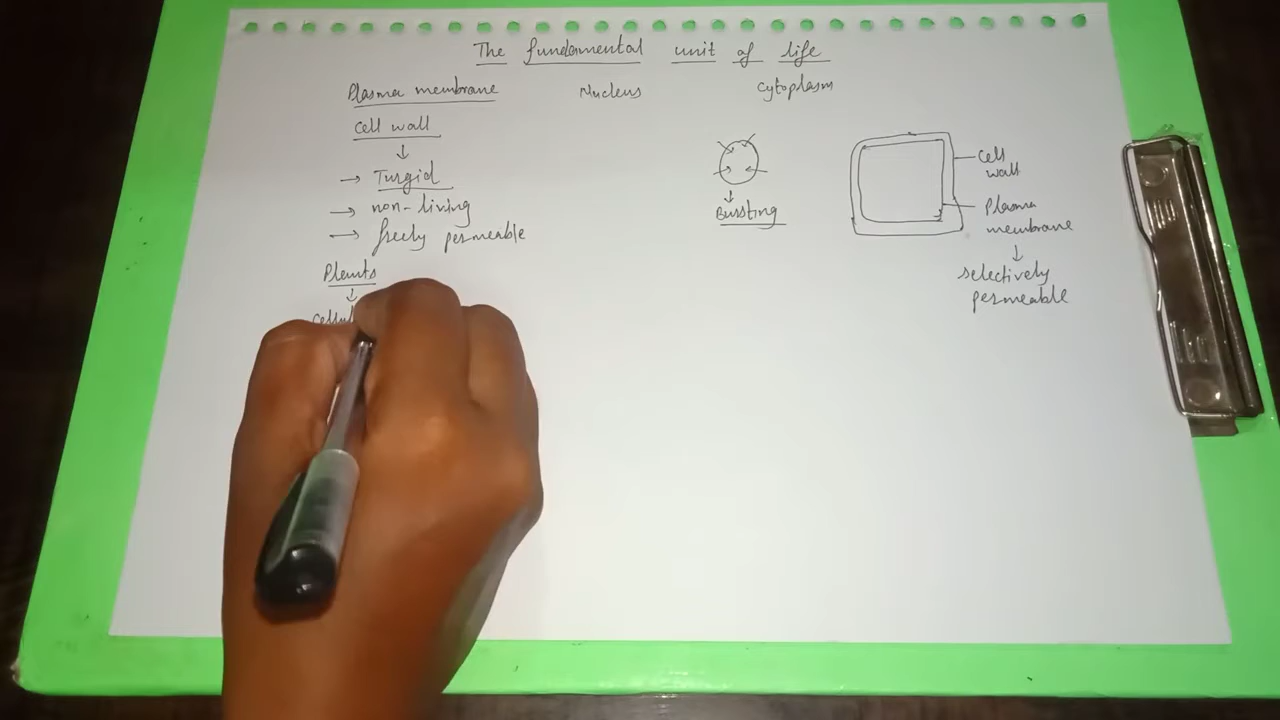 The fundamental unit of life
Plasma membrane Nucleus Cytoplasm
Cell wall
Turgid
non-living
freely permeable
Plants
Bursting
Cell
wall
Plasma
membrane
selectively
permeable